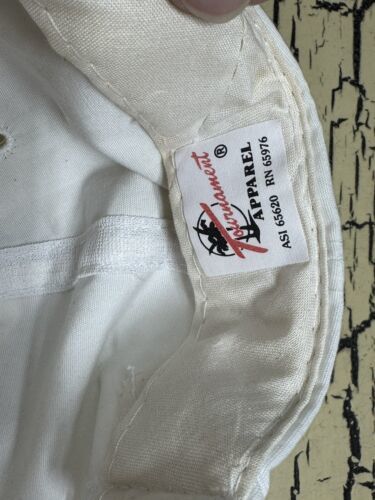 Tournament ®
APPAREL
ASI 65620 RN 65976